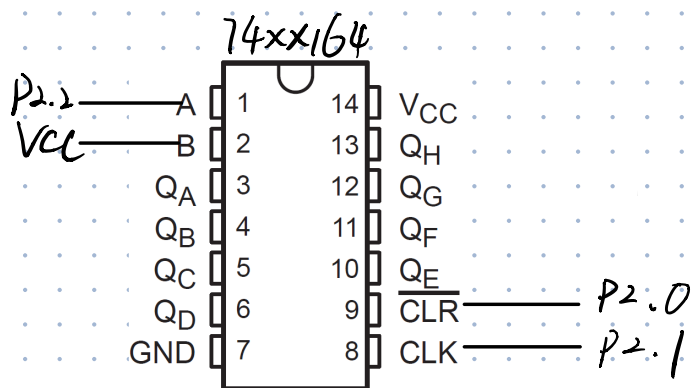 74xx164
P2.2 A 1 14 VCC
VCC B 2 13 QH
QA 3 12 QG
QB 4 11 QF
QC 5 10 QE
QD 6 9 CLR P2.0
GND 7 8 CLK P2.1